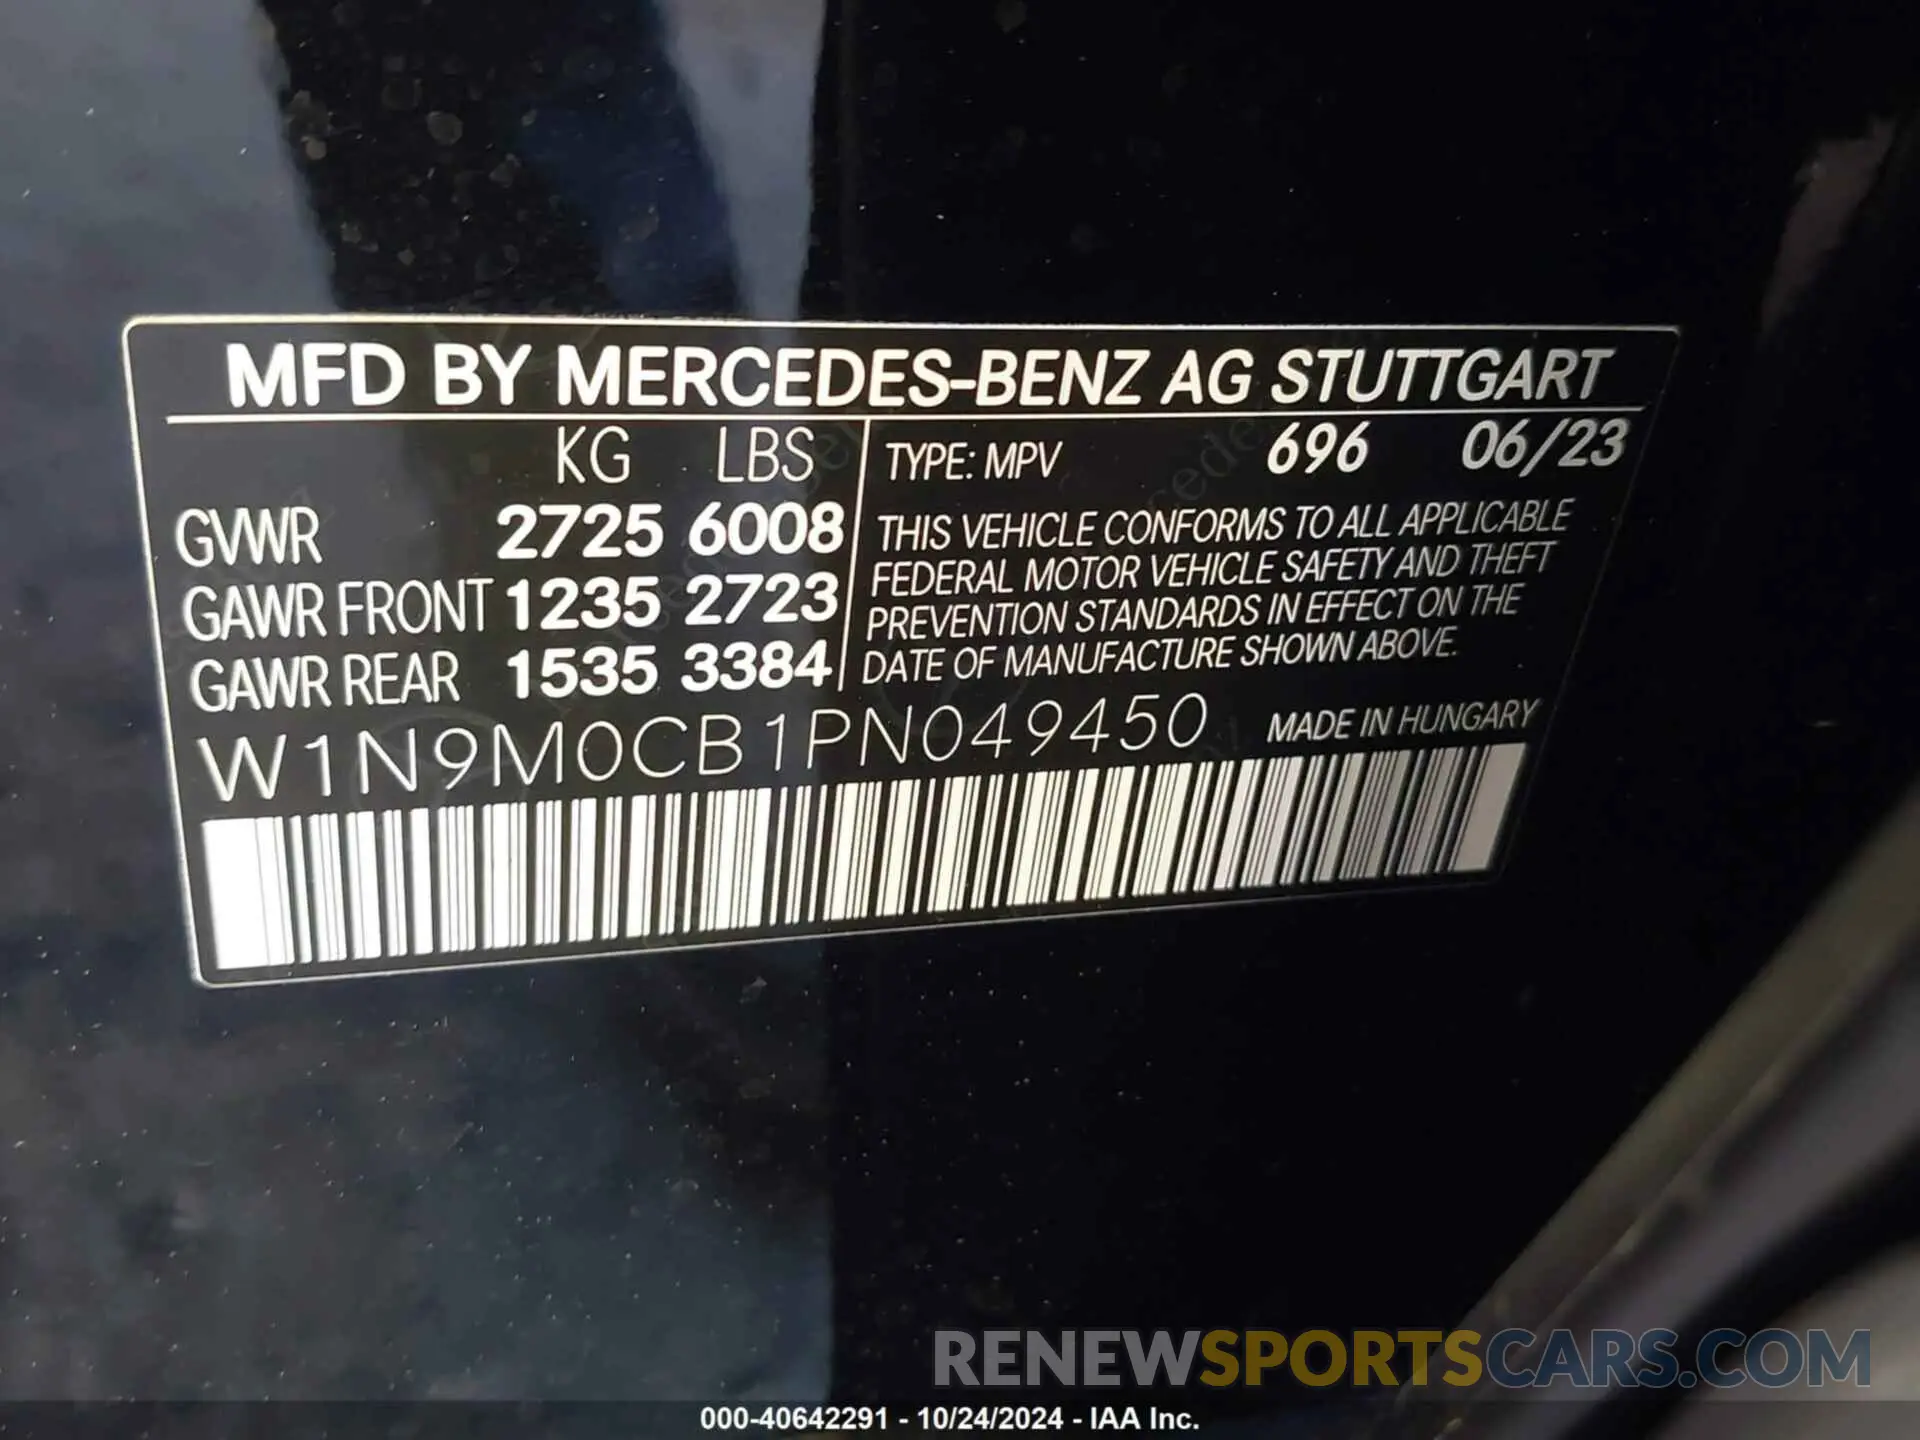 MFD BY MERCEDES-BENZ AG STUTTGART
KG LBS
GVWR 2725 6008
GAWR FRONT 1235 2723
GAWR REAR 1535 3384
TYPE: MPV 696 06/23
THIS VEHICLE CONFORMS TO ALL APPLICABLE
FEDERAL MOTOR VEHICLE SAFETY AND THEFT
PREVENTION STANDARDS IN EFFECT ON THE
DATE OF MANUFACTURE SHOWN ABOVE.
W1N9M0CB1PN049450 MADE IN HUNGARY
RENEWSPORTSCARS.COM
000-40642291 - 10/24/2024 - IAA Inc.